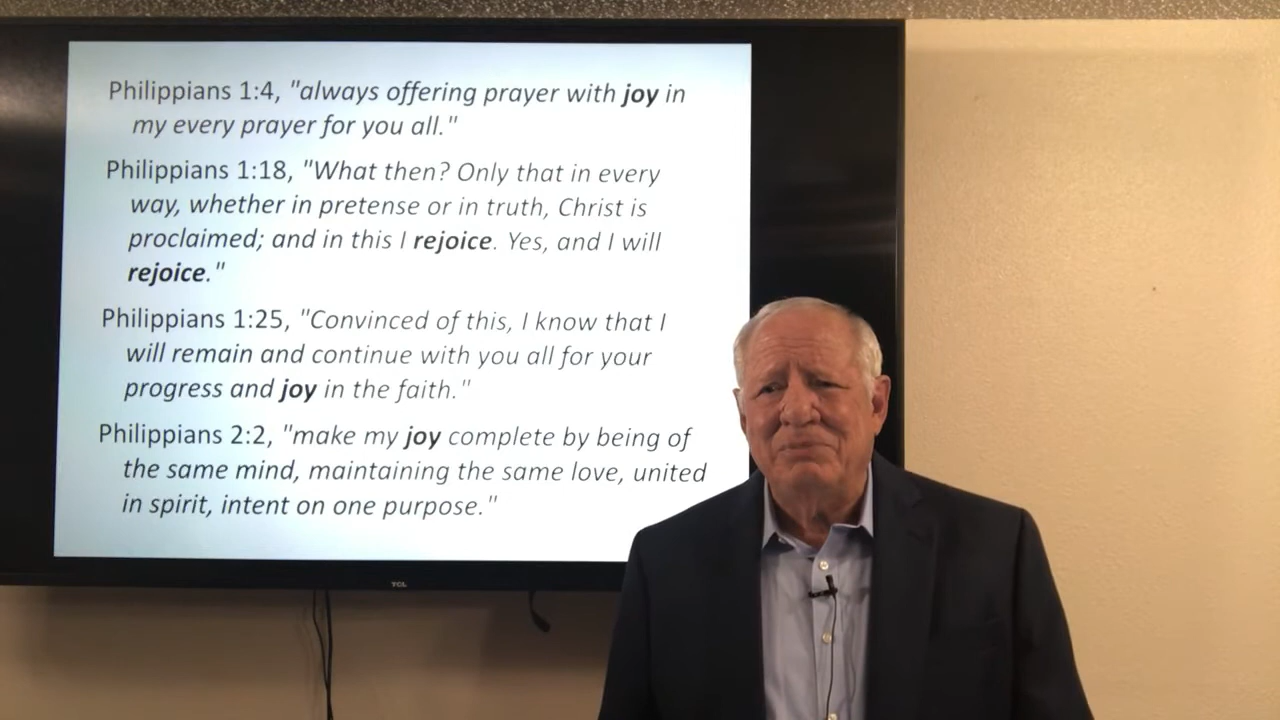 Philippians 1:4, "always offering prayer with joy in
my every prayer for you all."
Philippians 1:18, "What then? Only that in every
way, whether in pretense or in truth, Christ is
proclaimed; and in this I rejoice. Yes, and I will
rejoice."
Philippians 1:25, "Convinced of this, I know that I
will remain and continue with you all for your
progress and joy in the faith."
Philippians 2:2, "make my joy complete by being of
the same mind, maintaining the same love, united
in spirit, intent on one purpose."
TCL